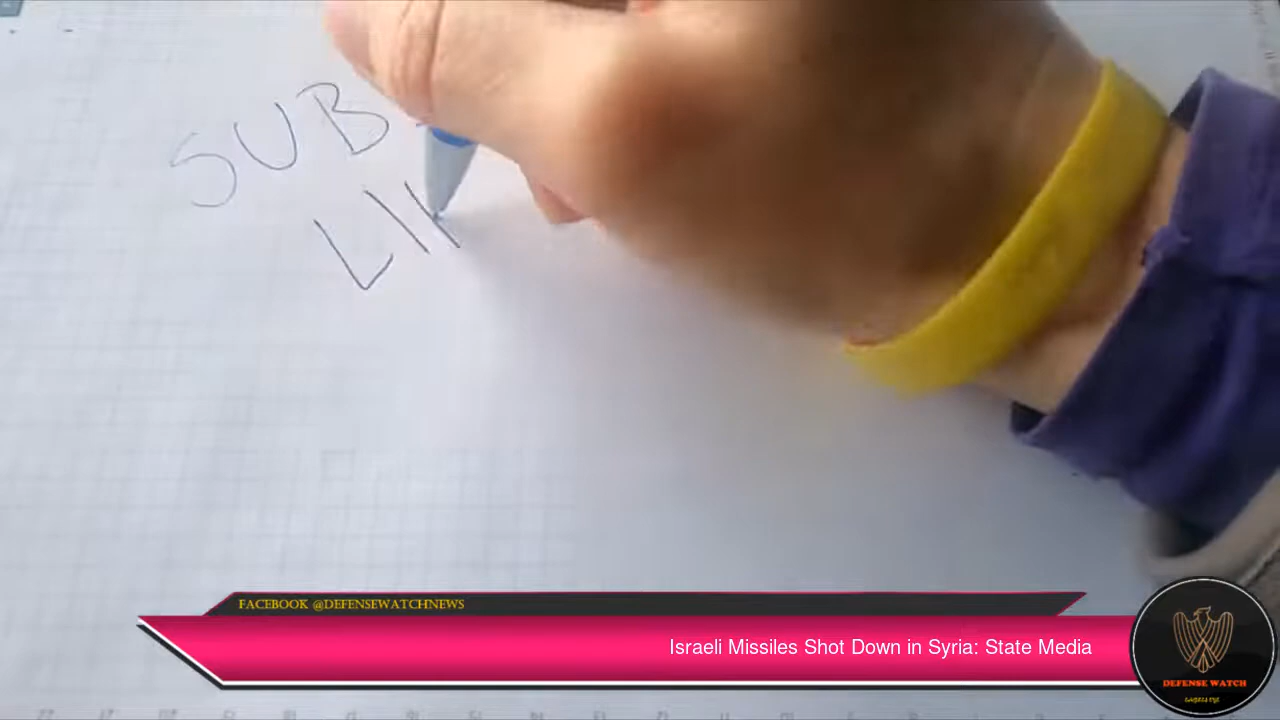 SUB
LIK
FACEBOOK @DEFENSEWATCHNEWS
Israeli Missiles Shot Down in Syria: State Media
DEFENSE WATCH